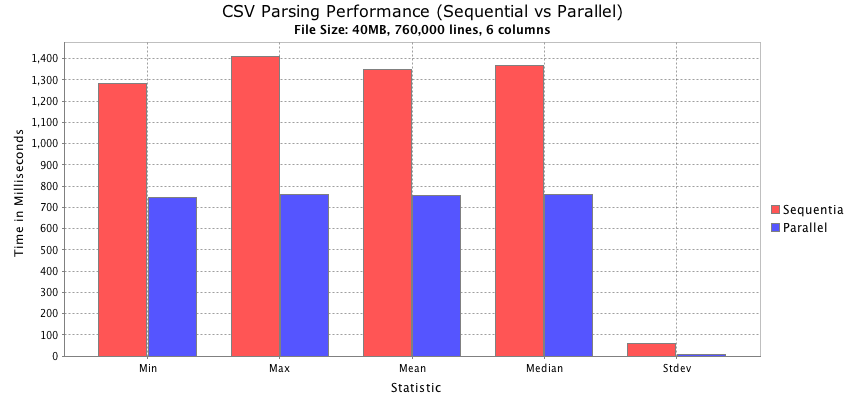 CSV Parsing Performance (Sequential vs Parallel)
File Size: 40MB, 760,000 lines, 6 columns
1,400
1,300
1,200
1,100
1,000
900
800
700
600
500
400
300
200
100
0
Time in Milliseconds
Min Max Mean Median Stdev
Statistic
Sequentia
Parallel